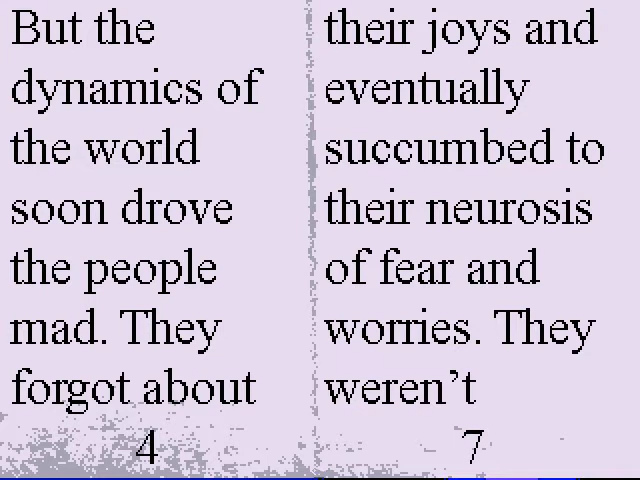 But the
dynamics of
the world
soon drove
the people
mad. They
forgot about
4
their joys and
eventually
succumbed to
their neurosis
of fear and
worries. They
weren’t
7